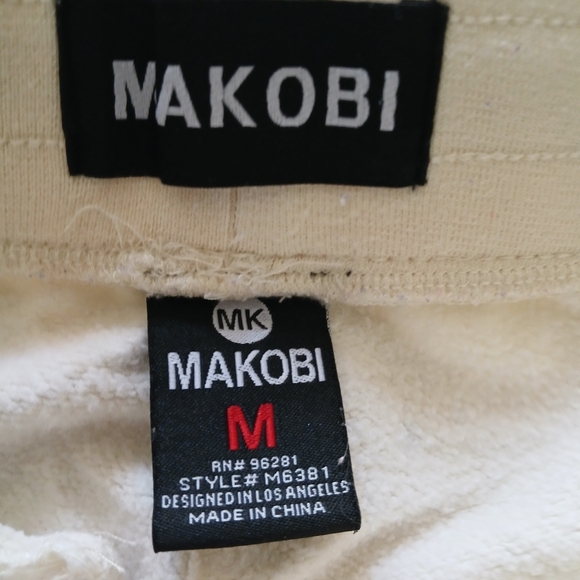 MAKOBI
MK
MAKOBI
M
RN# 96281
STYLE# M6381
DESIGNED IN LOS ANGELES
MADE IN CHINA